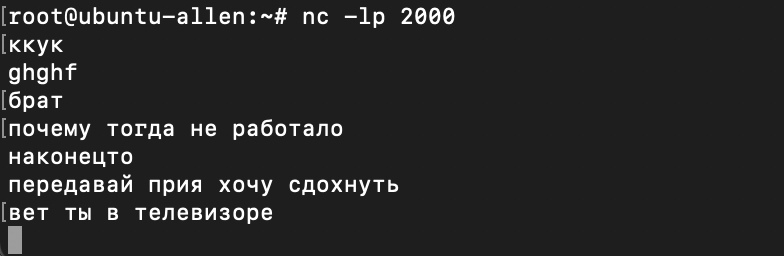 [root@ubuntu-allen:~# nc -lp 2000
[ккук
ghghf
[брат
[почему тогда не работало
наконецто
передавай прия хочу сдохнуть
[вет ты в телевизоре